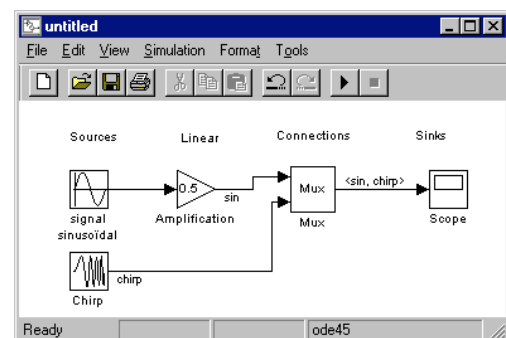 untitled
File Edit View Simulation Format Tools
Sources Linear Connections Sinks
0.5 sin Mux <sin, chirp>
signal sinusoïdal Amplification Mux Scope
chirp
Chirp
Ready ode45